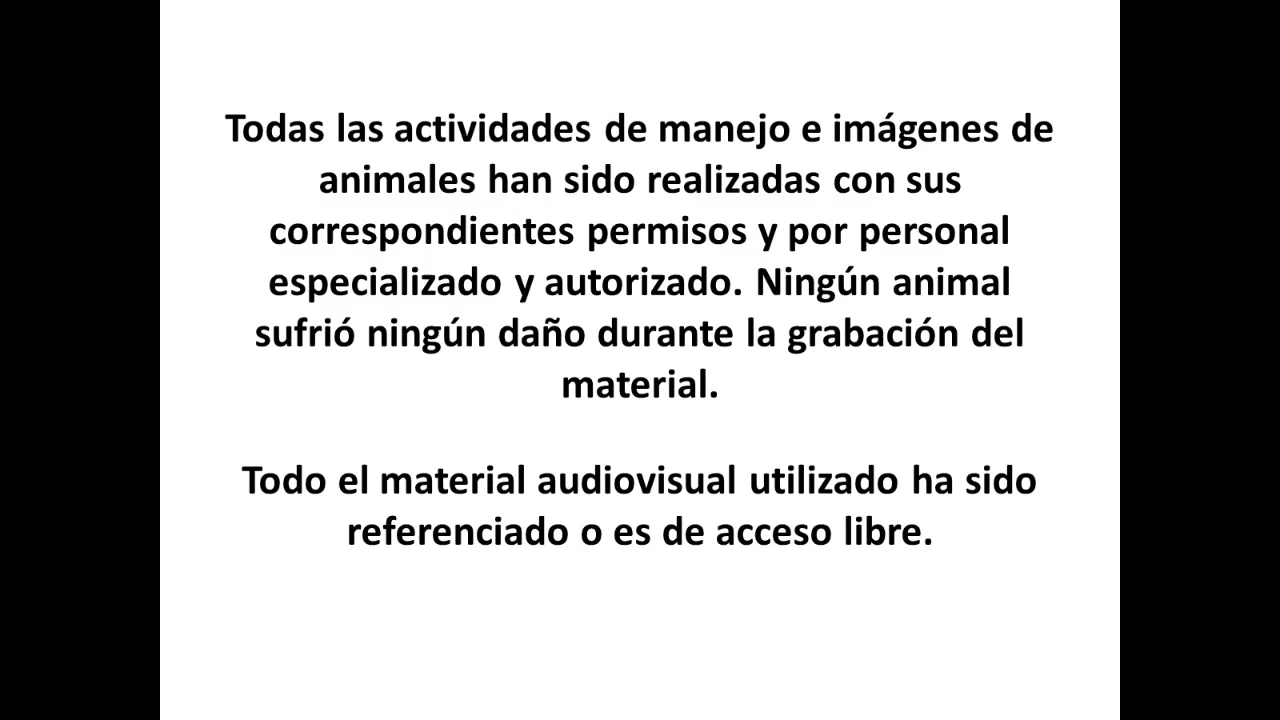 Todas las actividades de manejo e imágenes de
animales han sido realizadas con sus
correspondientes permisos y por personal
especializado y autorizado. Ningún animal
sufrió ningún daño durante la grabación del
material.
Todo el material audiovisual utilizado ha sido
referenciado o es de acceso libre.